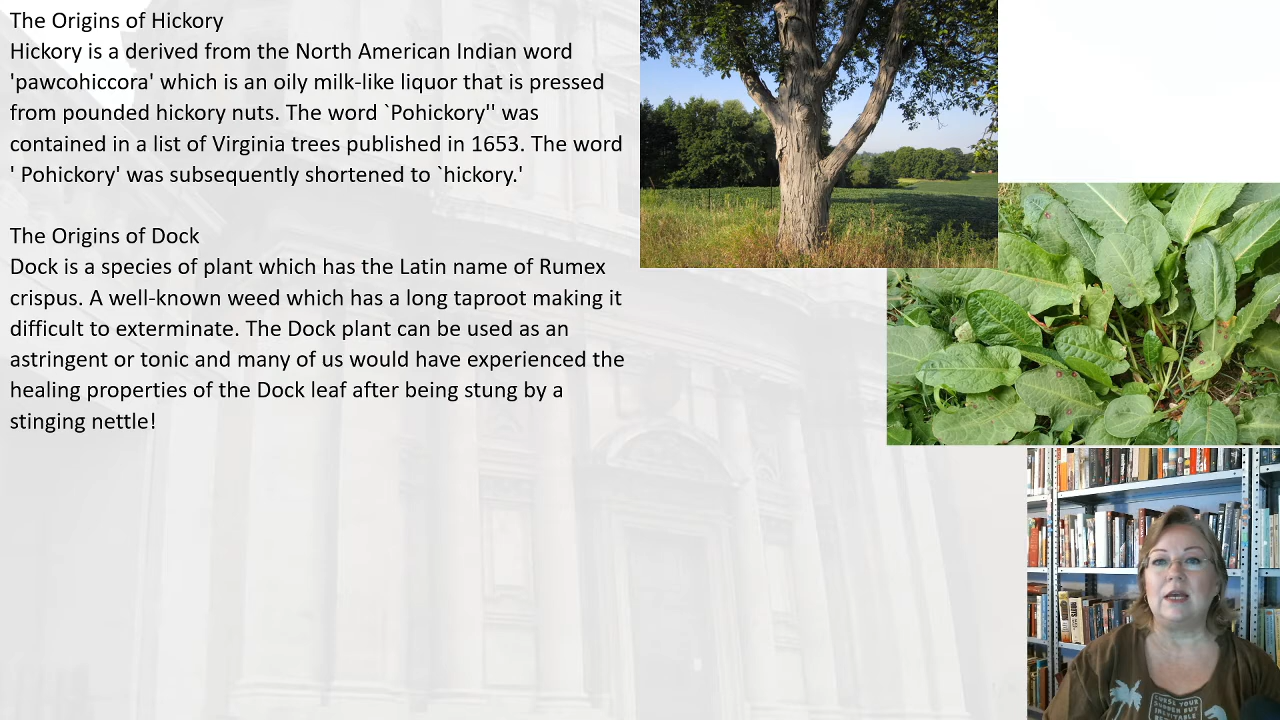 The Origins of Hickory
Hickory is a derived from the North American Indian word
'pawcohiccora' which is an oily milk-like liquor that is pressed
from pounded hickory nuts. The word `Pohickory'' was
contained in a list of Virginia trees published in 1653. The word
' Pohickory' was subsequently shortened to `hickory.'
The Origins of Dock
Dock is a species of plant which has the Latin name of Rumex
crispus. A well-known weed which has a long taproot making it
difficult to exterminate. The Dock plant can be used as an
astringent or tonic and many of us would have experienced the
healing properties of the Dock leaf after being stung by a
stinging nettle!
CURSE YOUR
SUDDEN BUT
INEVITABLE